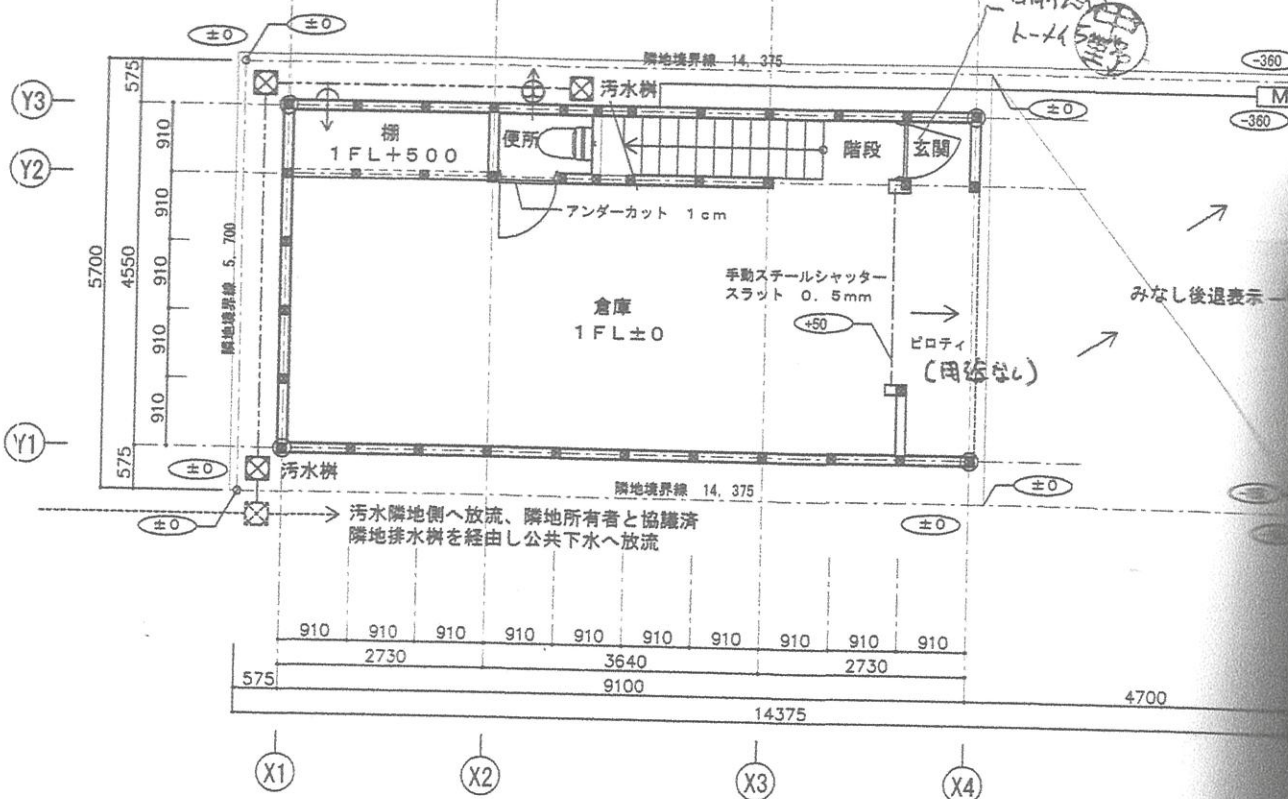 ±0
±0
隣地境界線 14, 375
-360
M
-360
±0
575
Y3
汚水桝
棚
1FL+500
便所
階段
玄関
910
Y2
アンダーカット 1cm
910
5700
4550
隣地境界線 5, 700
910
手動スチールシャッター
スラット 0. 5mm
みなし後退表示
倉庫
1FL±0
+50
ピロティ
(用途なし)
910
910
Y1
575
±0
汚水桝
隣地境界線 14, 375
±0
±0
±0
汚水隣地側へ放流、隣地所有者と協議済
隣地排水桝を経由し公共下水へ放流
910 910 910 910 910 910 910 910 910 910
2730 3640 2730
575 9100 4700
14375
X1 X2 X3 X4